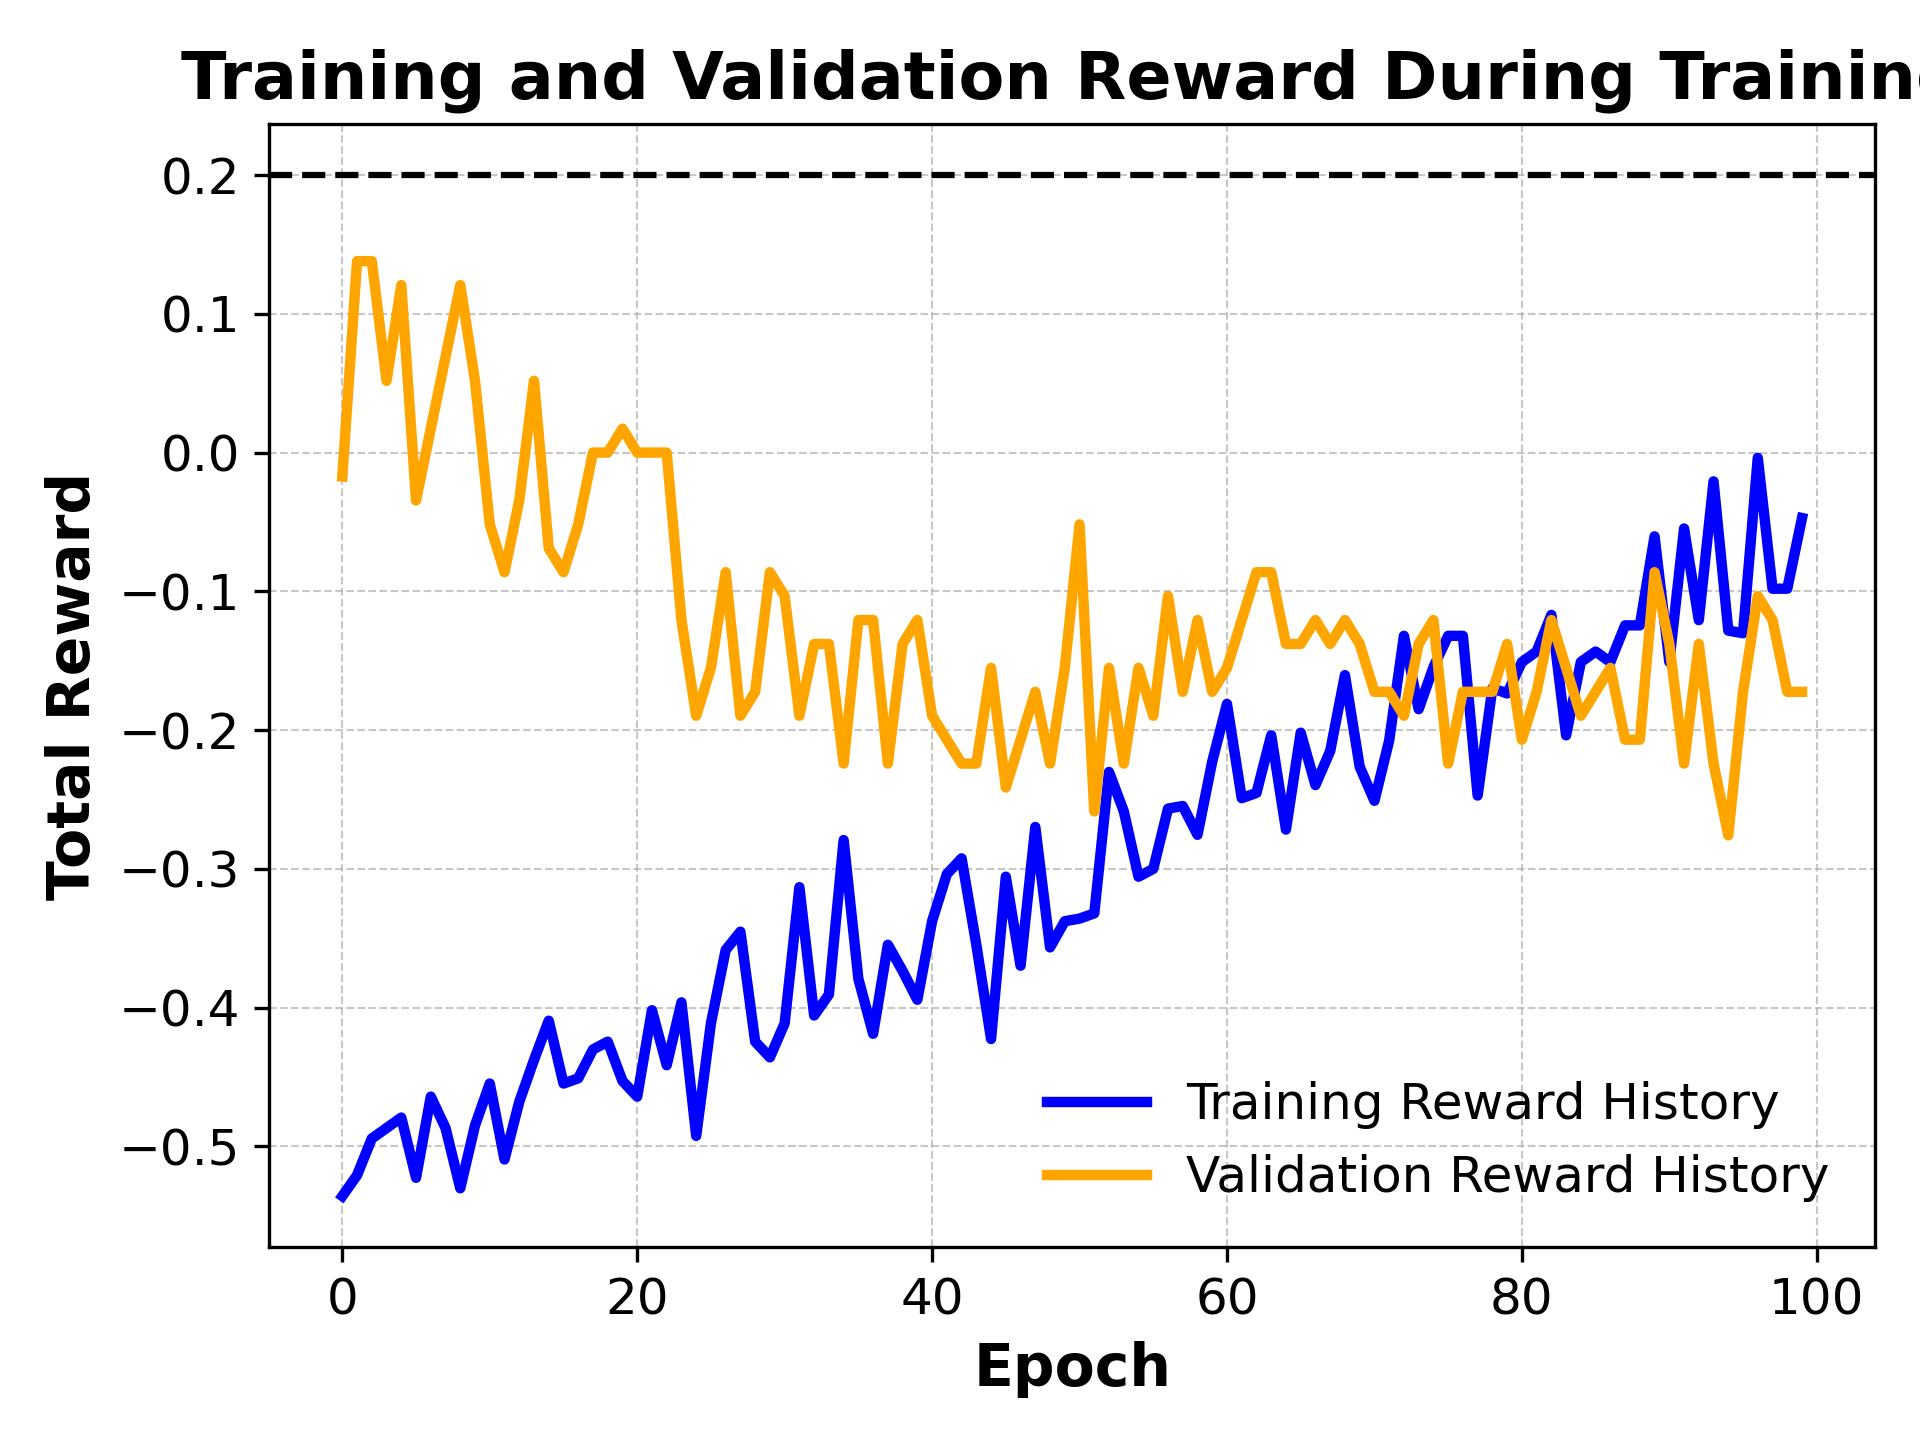 Training and Validation Reward During Training
Total Reward
0.2
0.1
0.0
−0.1
−0.2
−0.3
−0.4
−0.5
Training Reward History
Validation Reward History
0 20 40 60 80 100
Epoch